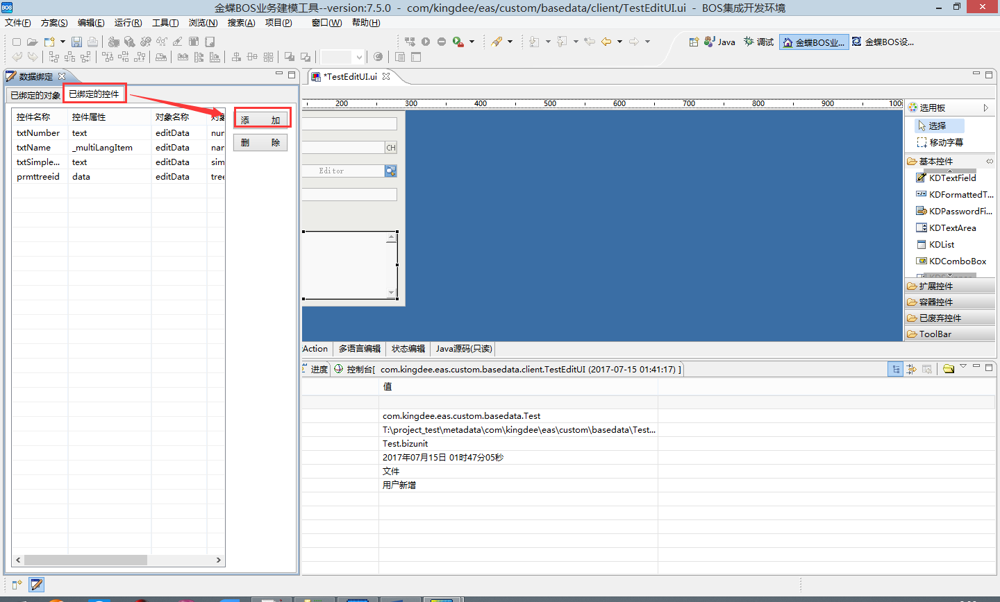 BOS
金蝶BOS业务建模工具--version:7.5.0 - com/kingdee/eas/custom/basedata/client/TestEditUI.ui - BOS集成开发环境
文件(F) 方案(S) 编辑(E) 运行(R) 工具(T) 浏览(N) 搜索(A) 项目(P) 窗口(W) 帮助(H)
Java 调试 金蝶BOS业... 金蝶BOS设...
数据绑定
已绑定的对象 已绑定的控件
控件名称 控件属性 对象名称
txtNumber text editData
txtName _multiLangItem editData
txtSimple... text editData
prmttreeid data editData
添 加
删 除
*TestEditUI.ui
200 300 400 500 600 700 800 900 1000
CH
Editor
选用板
选择
移动字幕
基本控件
KDTextField
KDFormattedT...
KDPasswordFi...
KDTextArea
KDList
KDComboBox
扩展控件
容器控件
已废弃控件
ToolBar
Action 多语言编辑 状态编辑 Java源码(只读)
进度 控制台[ com.kingdee.eas.custom.basedata.client.TestEditUI (2017-07-15 01:41:17) ]
值
com.kingdee.eas.custom.basedata.Test
T:\project_test\metadata\com\kingdee\eas\custom\basedata\Test...
Test.bizunit
2017年07月15日 01时47分05秒
文件
用户新增